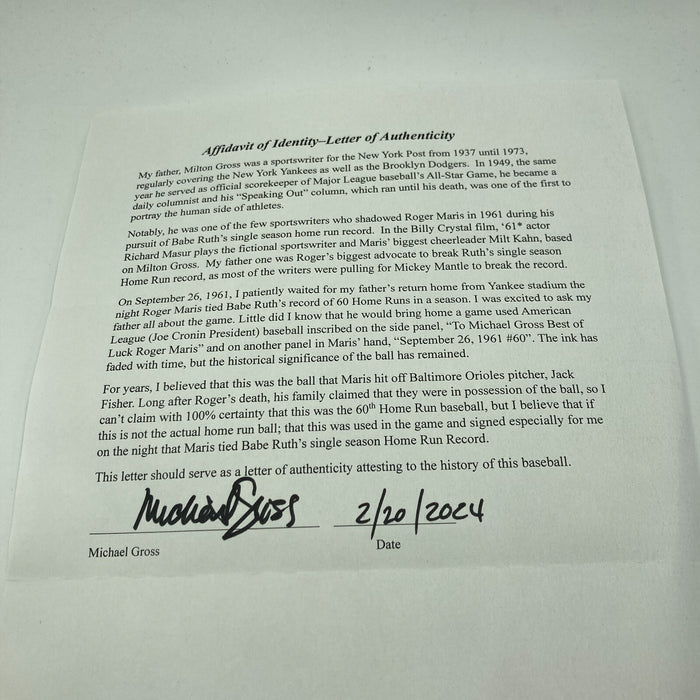 Affidavit of Identity–Letter of Authenticity
My father, Milton Gross was a sportswriter for the New York Post from 1937 until 1973,
regularly covering the New York Yankees as well as the Brooklyn Dodgers. In 1949, the same
year he served as official scorekeeper of Major League baseball's All-Star Game, he became a
daily columnist and his "Speaking Out" column, which ran until his death, was one of the first to
portray the human side of athletes.
Notably, he was one of the few sportswriters who shadowed Roger Maris in 1961 during his
pursuit of Babe Ruth's single season home run record. In the Billy Crystal film, '61* actor
Richard Masur plays the fictional sportswriter and Maris' biggest cheerleader Milt Kahn, based
on Milton Gross. My father one was Roger's biggest advocate to break Ruth's single season
Home Run record, as most of the writers were pulling for Mickey Mantle to break the record.
On September 26, 1961, I patiently waited for my father's return home from Yankee stadium the
night Roger Maris tied Babe Ruth's record of 60 Home Runs in a season. I was excited to ask my
father all about the game. Little did I know that he would bring home a game used American
League (Joe Cronin President) baseball inscribed on the side panel, "To Michael Gross Best of
Luck Roger Maris" and on another panel in Maris' hand, "September 26, 1961 #60". The ink has
faded with time, but the historical significance of the ball has remained.
For years, I believed that this was the ball that Maris hit off Baltimore Orioles pitcher, Jack
Fisher. Long after Roger's death, his family claimed that they were in possession of the ball, so I
can't claim with 100% certainty that this was the 60th Home Run baseball, but I believe that if
this is not the actual home run ball; that this was used in the game and signed especially for me
on the night that Maris tied Babe Ruth's single season Home Run Record.
This letter should serve as a letter of authenticity attesting to the history of this baseball.
Michael Gross 2/20/2024
Michael Gross Date